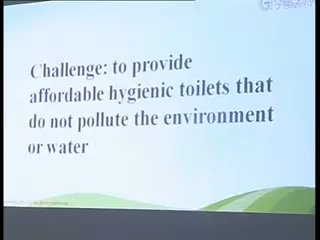 Challenge: to provide
affordable hygienic toilets that
do not pollute the environment
or water